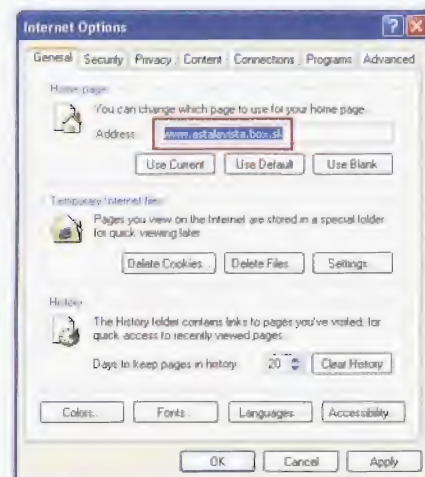 Internet Options
General Security Privacy Content Connections Programs Advanced
Home page
You can change which page to use for your home page.
Address: www.astalavista.box.sk
Use Current Use Default Use Blank
Temporary Internet files
Pages you view on the Internet are stored in a special folder
for quick viewing later.
Delete Cookies... Delete Files... Settings...
History
The History folder contains links to pages you've visited, for
quick access to recently viewed pages.
Days to keep pages in history: 20 Clear History
Colors... Fonts... Languages... Accessibility...
OK Cancel Apply